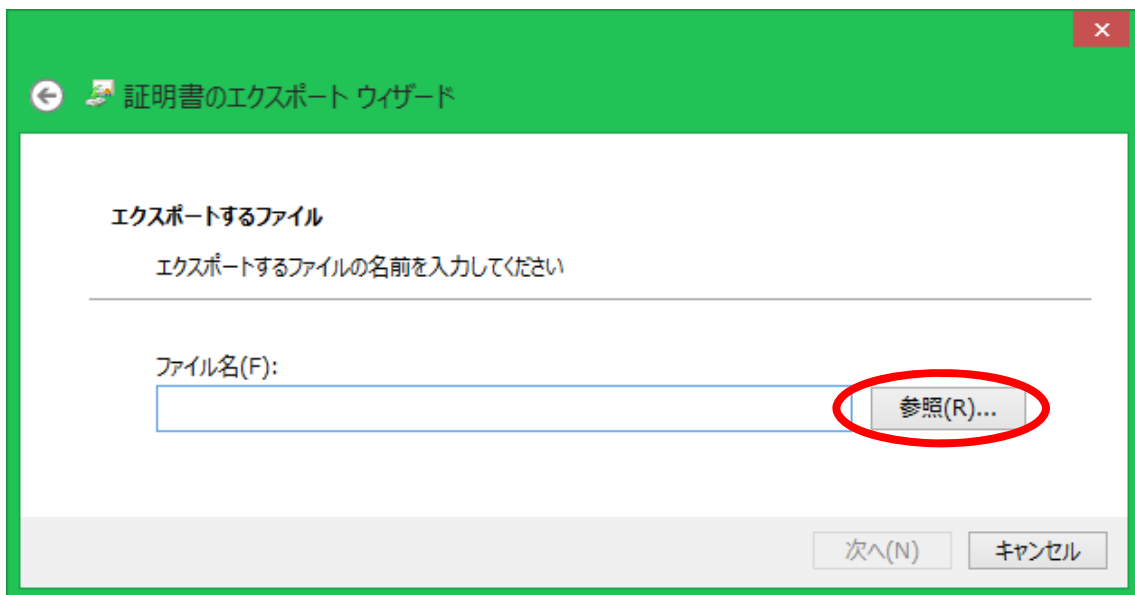 証明書のエクスポート ウィザード
エクスポートするファイル
エクスポートするファイルの名前を入力してください
ファイル名(F):
参照(R)...
次へ(N)
キャンセル